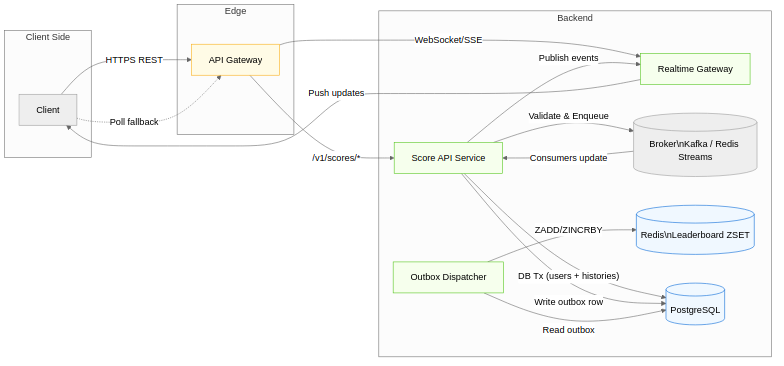 Edge
Backend
Client Side
HTTPS REST
API Gateway
WebSocket/SSE
Publish events
Realtime Gateway
Client
Poll fallback
Push updates
Validate & Enqueue
Broker\nKafka / Redis
Streams
/v1/scores/*
Score API Service
Consumers update
ZADD/ZINCRBY
Redis\nLeaderboard ZSET
Outbox Dispatcher
DB Tx (users + histories)
Write outbox row
PostgreSQL
Read outbox